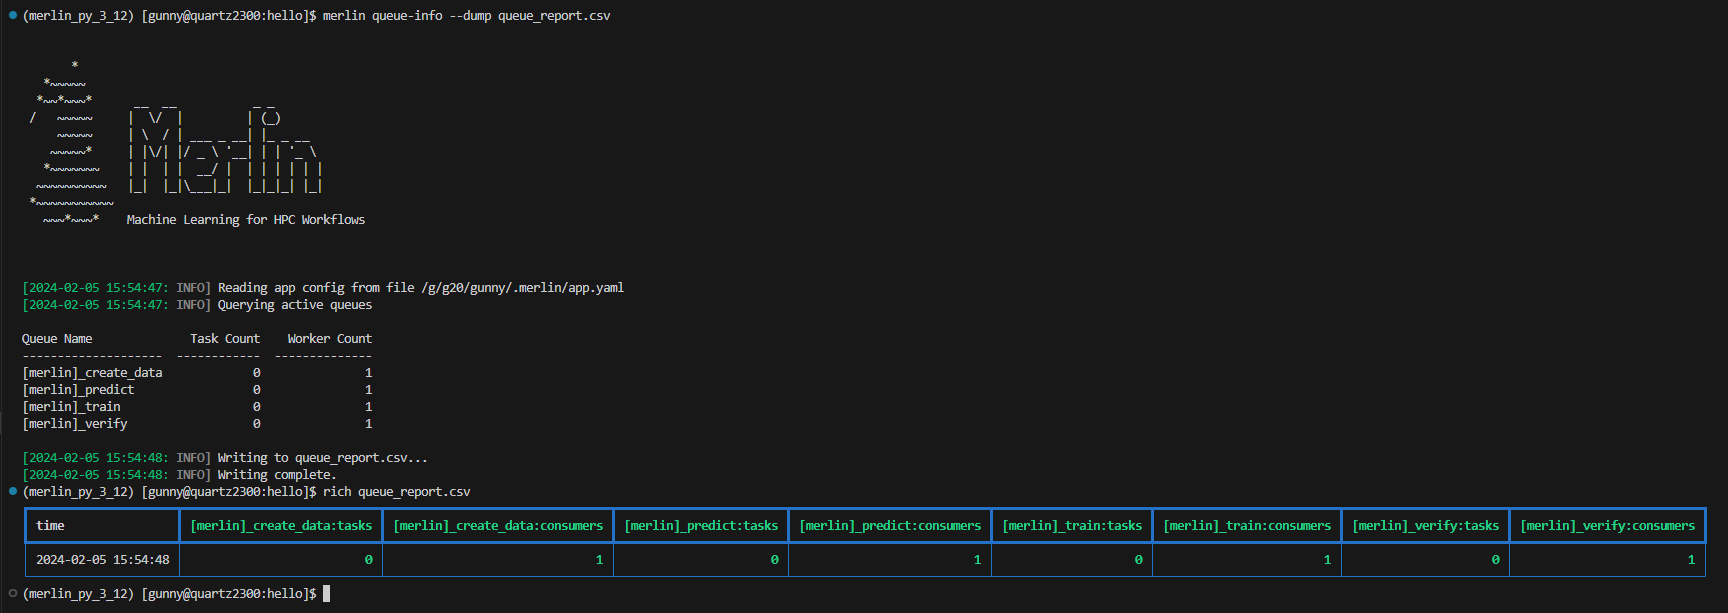 (merlin_py_3_12) [gunny@quartz2300:hello]$ merlin queue-info --dump queue_report.csv
       *
   *~~~~~
  *~~*~~~*      __  __           _ _
 /   ~~~~~     |  \/  |         | (_)
     ~~~~~     | \  / | ___ _ __| |_ _ __
    ~~~~~*     | |\/| |/ _ \ '__| | | '_ \
   *~~~~~~~    | |  | |  __/ |  | | | | | |
  ~~~~~~~~~~   |_|  |_|\___|_|  |_|_|_| |_|
 *~~~~~~~~~~~
   ~~~*~~~*    Machine Learning for HPC Workflows
[2024-02-05 15:54:47: INFO] Reading app config from file /g/g20/gunny/.merlin/app.yaml
[2024-02-05 15:54:47: INFO] Querying active queues
Queue Name              Task Count    Worker Count
--------------------  ------------  --------------
[merlin]_create_data             0               1
[merlin]_predict                 0               1
[merlin]_train                   0               1
[merlin]_verify                  0               1
[2024-02-05 15:54:48: INFO] Writing to queue_report.csv...
[2024-02-05 15:54:48: INFO] Writing complete.
(merlin_py_3_12) [gunny@quartz2300:hello]$ rich queue_report.csv
time [merlin]_create_data:tasks [merlin]_create_data:consumers [merlin]_predict:tasks [merlin]_predict:consumers [merlin]_train:tasks [merlin]_train:consumers [merlin]_verify:tasks [merlin]_verify:consumers
2024-02-05 15:54:48 0 1 0 1 0 1 0 1
(merlin_py_3_12) [gunny@quartz2300:hello]$